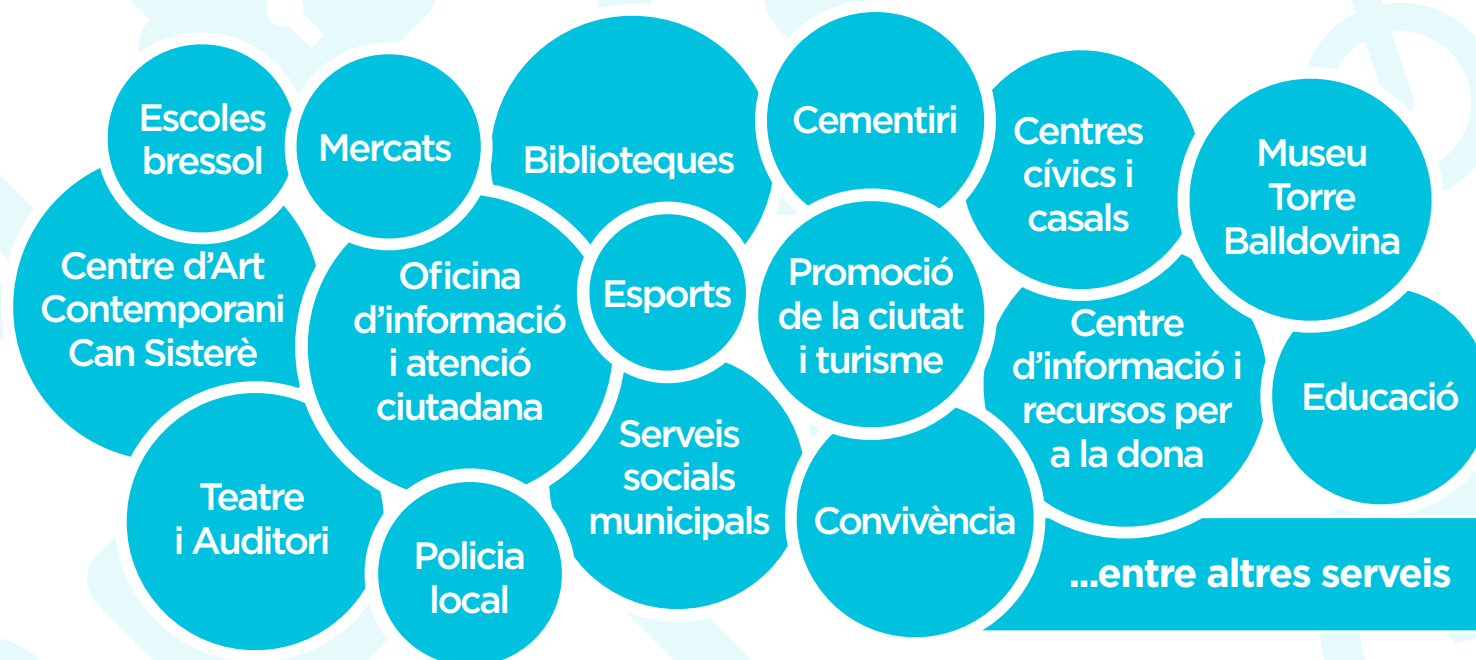 Escoles
bressol
Mercats
Biblioteques
Cementiri
Centres
cívics i
casals
Museu
Torre
Balldovina
Centre d’Art
Contemporani
Can Sisterè
Oficina
d’informació
i atenció
ciutadana
Esports
Promoció
de la ciutat
i turisme
Centre
d’informació i
recursos per
a la dona
Educació
Teatre
i Auditori
Policia
local
Serveis
socials
municipals
Convivència
...entre altres serveis